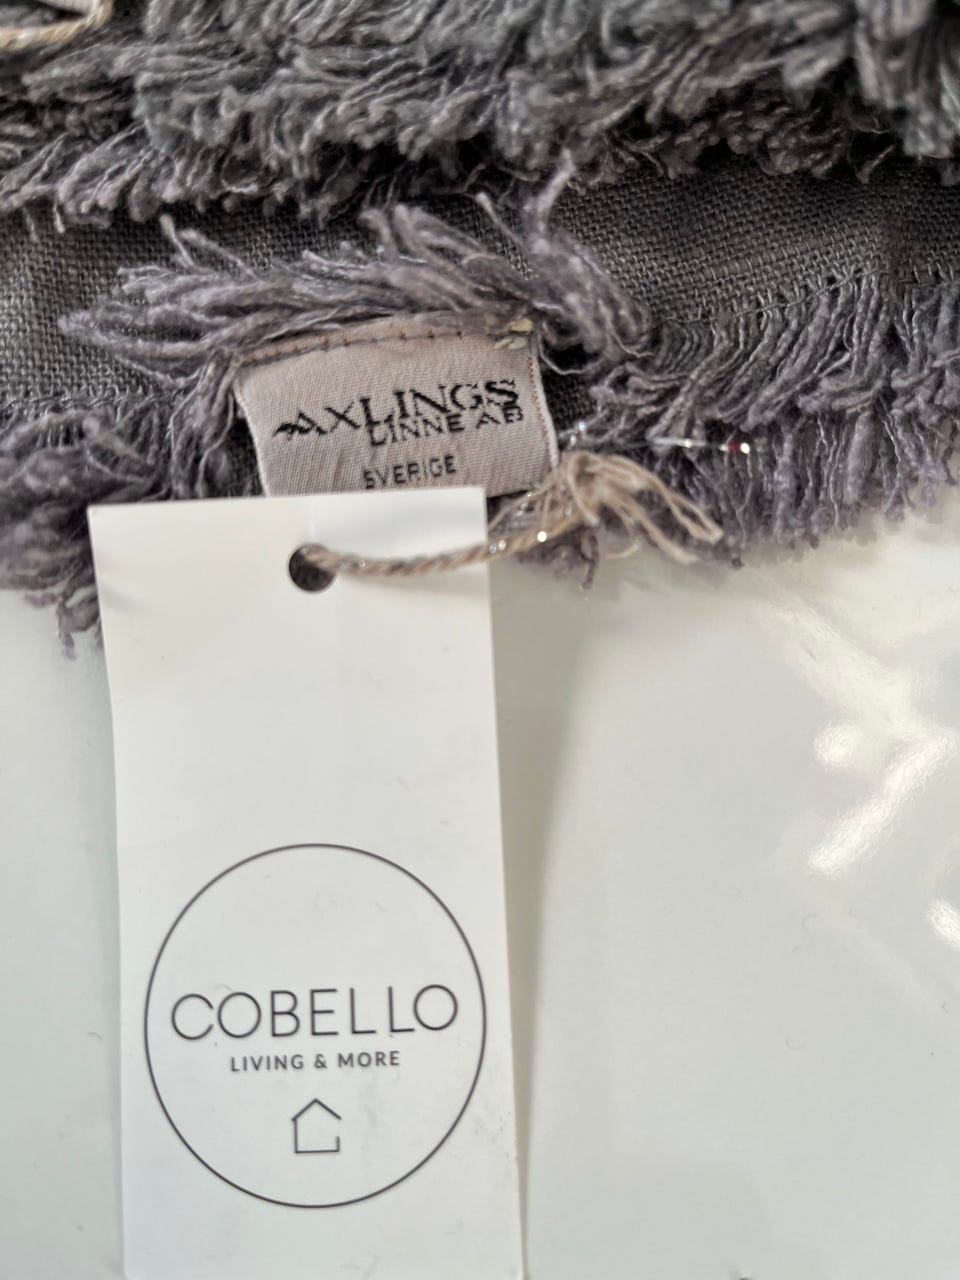 AXLINGS
LINNE AB
SVERIGE
COBELLO
LIVING & MORE